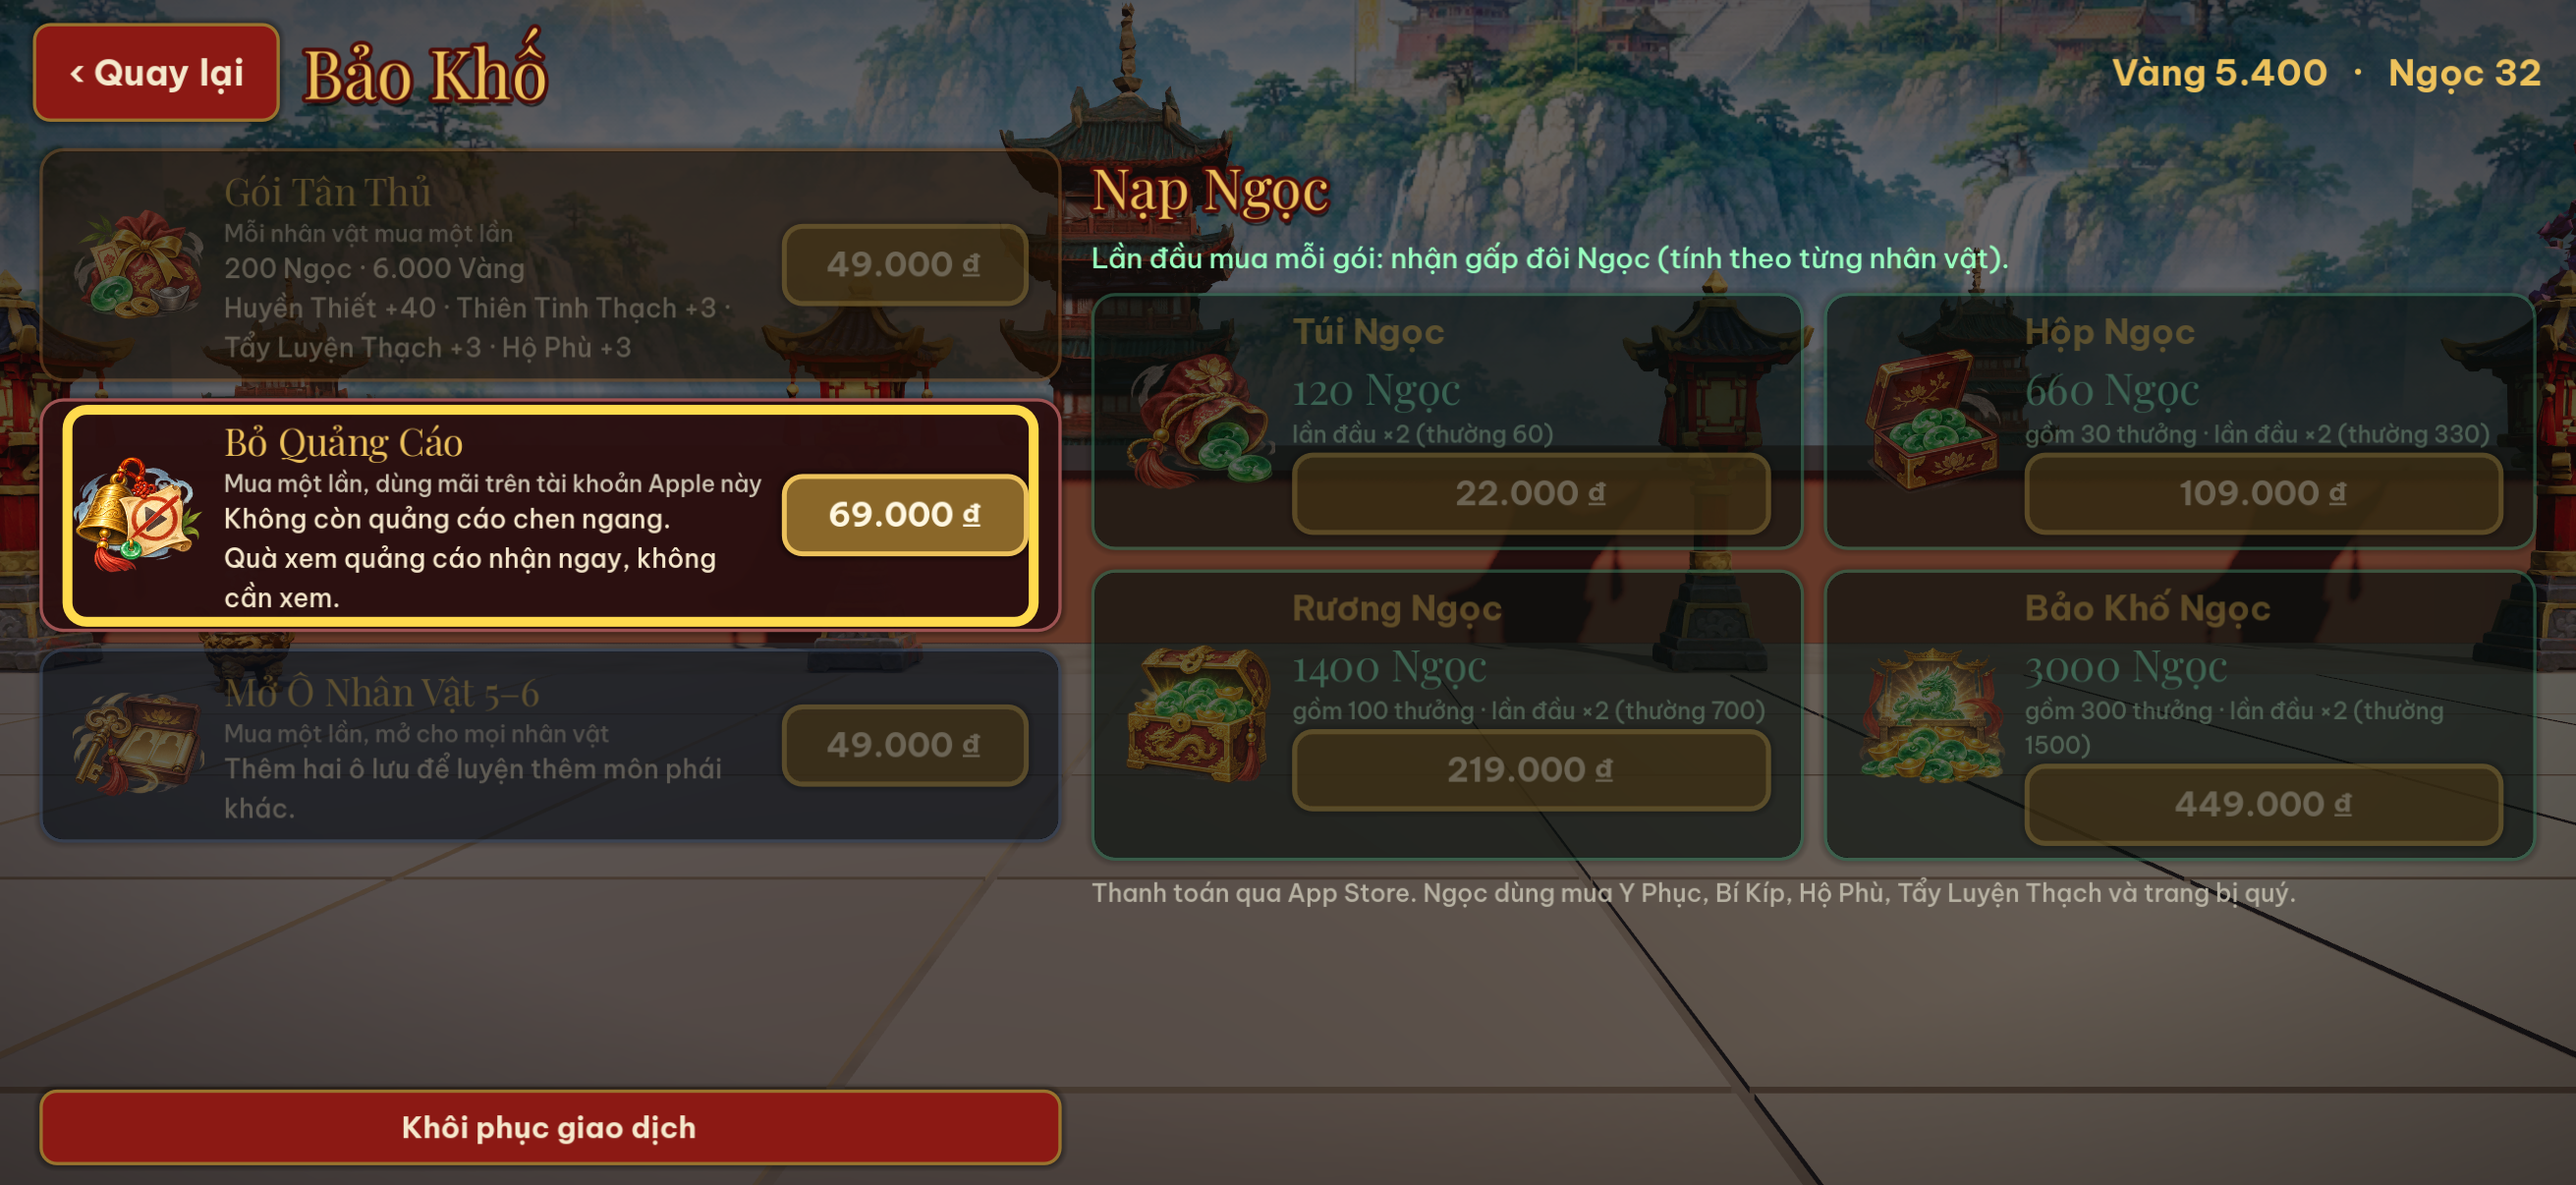 ‹ Quay lại
Bảo Khố
Vàng 5.400 · Ngọc 32
Gói Tân Thủ
Mỗi nhân vật mua một lần
200 Ngọc · 6.000 Vàng
Huyền Thiết +40 · Thiên Tinh Thạch +3 ·
Tẩy Luyện Thạch +3 · Hộ Phù +3
49.000 ₫
Bỏ Quảng Cáo
Mua một lần, dùng mãi trên tài khoản Apple này
Không còn quảng cáo chen ngang.
Quà xem quảng cáo nhận ngay, không
cần xem.
69.000 ₫
Mở Ô Nhân Vật 5–6
Mua một lần, mở cho mọi nhân vật
Thêm hai ô lưu để luyện thêm môn phái
khác.
49.000 ₫
Khôi phục giao dịch
Nạp Ngọc
Lần đầu mua mỗi gói: nhận gấp đôi Ngọc (tính theo từng nhân vật).
Túi Ngọc
120 Ngọc
lần đầu ×2 (thường 60)
22.000 ₫
Hộp Ngọc
660 Ngọc
gồm 30 thưởng · lần đầu ×2 (thường 330)
109.000 ₫
Rương Ngọc
1400 Ngọc
gồm 100 thưởng · lần đầu ×2 (thường 700)
219.000 ₫
Bảo Khố Ngọc
3000 Ngọc
gồm 300 thưởng · lần đầu ×2 (thường
1500)
449.000 ₫
Thanh toán qua App Store. Ngọc dùng mua Y Phục, Bí Kíp, Hộ Phù, Tẩy Luyện Thạch và trang bị quý.